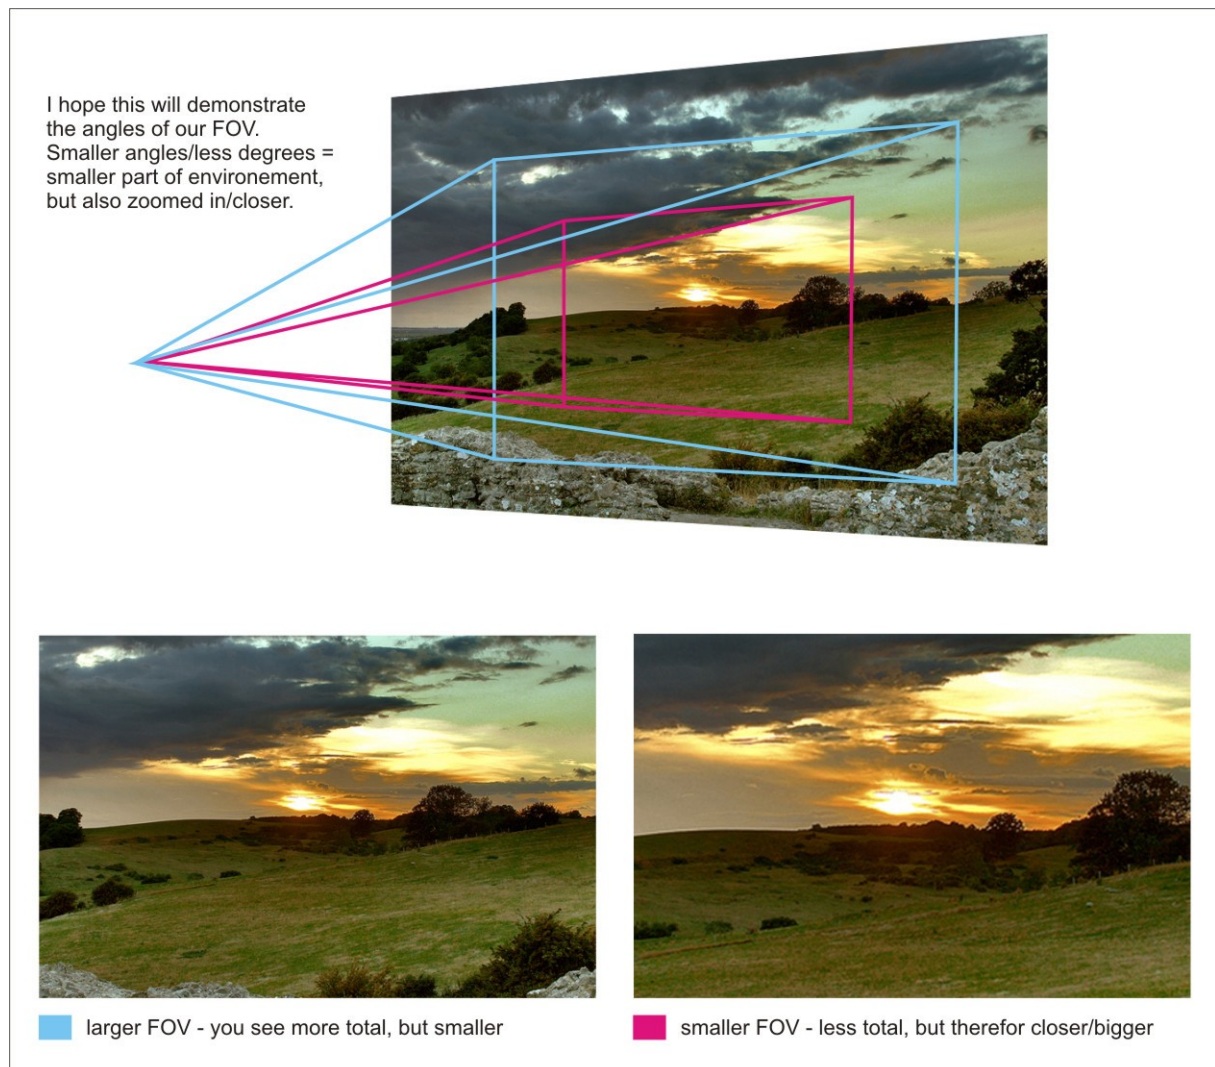 I hope this will demonstrate
the angles of our FOV.
Smaller angles/less degrees =
smaller part of environement,
but also zoomed in/closer.
larger FOV - you see more total, but smaller
smaller FOV - less total, but therefor closer/bigger